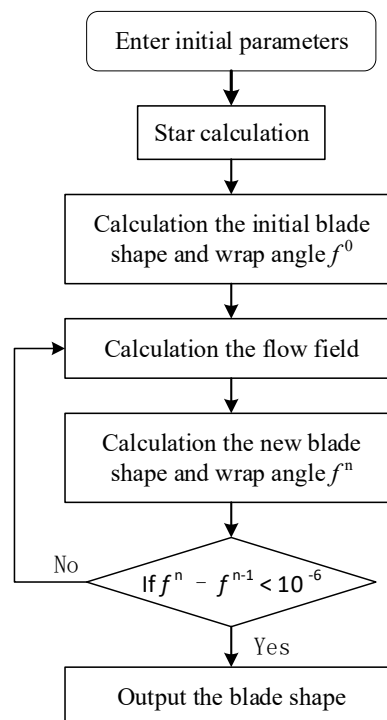 Enter initial parameters
Star calculation
Calculation the initial blade
shape and wrap angle f⁰
Calculation the flow field
Calculation the new blade
shape and wrap angle fⁿ
No
If fⁿ − fⁿ⁻¹ < 10⁻⁶
Yes
Output the blade shape